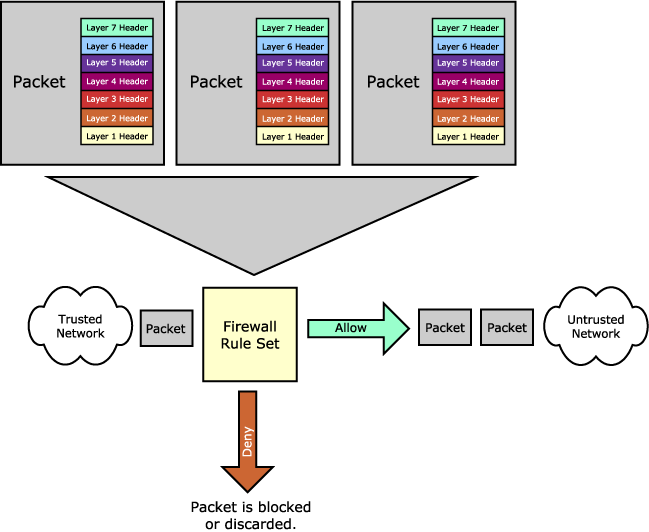 Packet
Layer 7 Header
Layer 6 Header
Layer 5 Header
Layer 4 Header
Layer 3 Header
Layer 2 Header
Layer 1 Header
Packet
Layer 7 Header
Layer 6 Header
Layer 5 Header
Layer 4 Header
Layer 3 Header
Layer 2 Header
Layer 1 Header
Packet
Layer 7 Header
Layer 6 Header
Layer 5 Header
Layer 4 Header
Layer 3 Header
Layer 2 Header
Layer 1 Header
Trusted
Network
Packet
Firewall
Rule Set
Allow
Packet
Packet
Untrusted
Network
Deny
Packet is blocked
or discarded.